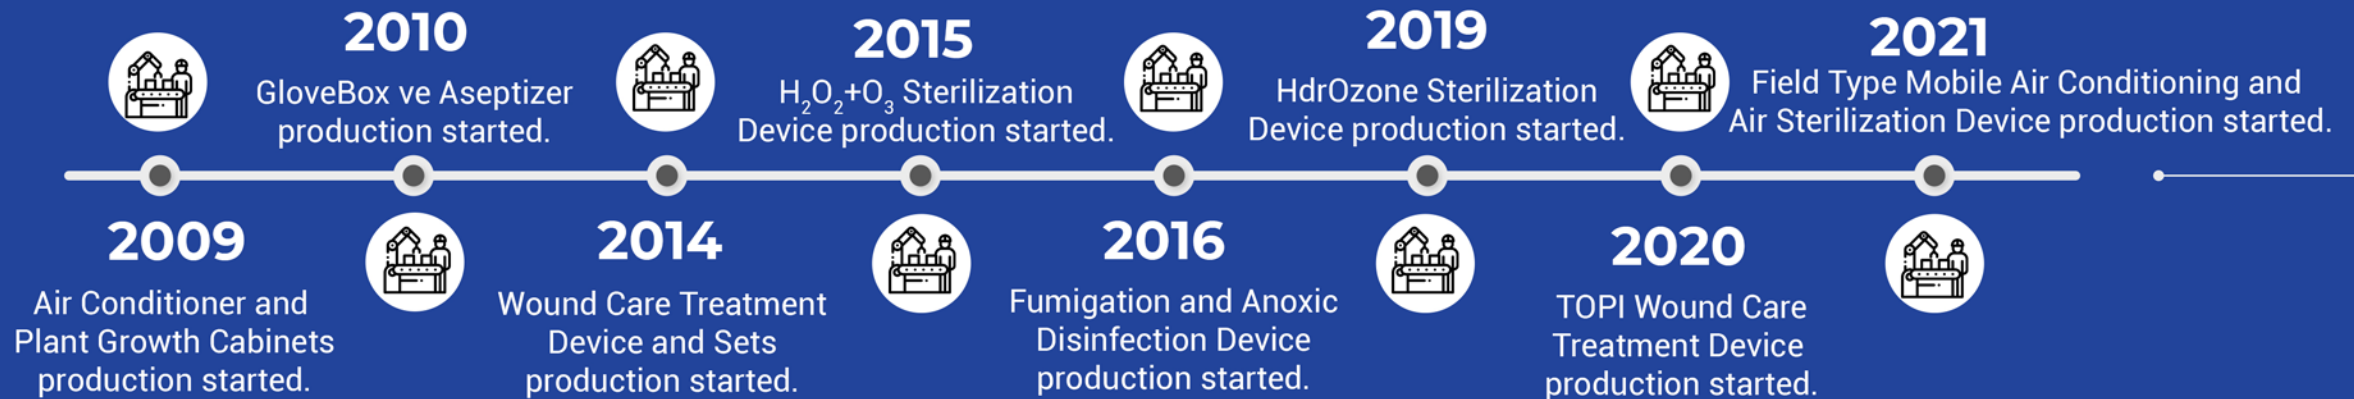 2009
Air Conditioner and
Plant Growth Cabinets
production started.
2010
GloveBox ve Aseptizer
production started.
2014
Wound Care Treatment
Device and Sets
production started.
2015
H₂O₂+O₃ Sterilization
Device production started.
2016
Fumigation and Anoxic
Disinfection Device
production started.
2019
HdrOzone Sterilization
Device production started.
2020
TOPI Wound Care
Treatment Device
production started.
2021
Field Type Mobile Air Conditioning and
Air Sterilization Device production started.